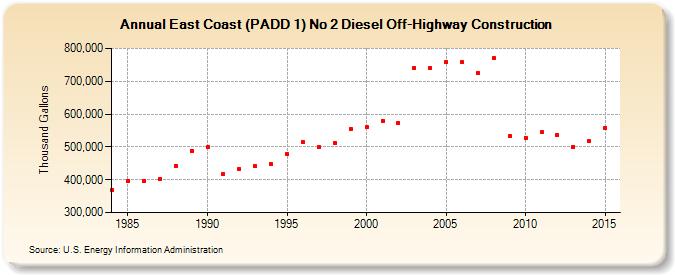 Annual East Coast (PADD 1) No 2 Diesel Off-Highway Construction
Thousand Gallons
800,000
700,000
600,000
500,000
400,000
300,000
1985 1990 1995 2000 2005 2010 2015
Source: U.S. Energy Information Administration